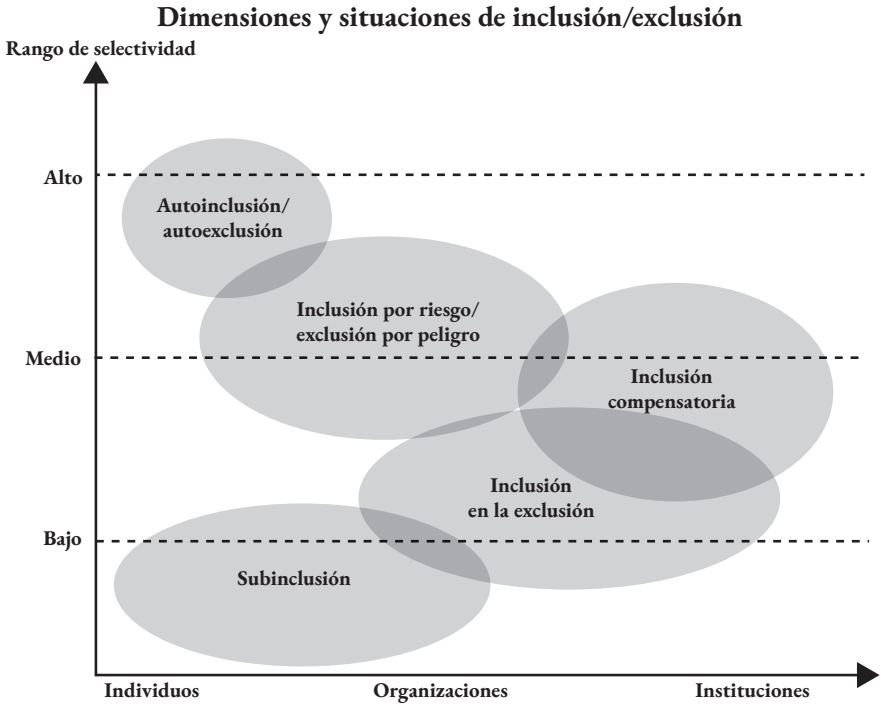 Dimensiones y situaciones de inclusión/exclusión
Rango de selectividad
Alto
Autoinclusión/
autoexclusión
Inclusión por riesgo/
exclusión por peligro
Medio
Inclusión
compensatoria
Inclusión
en la exclusión
Bajo
Subinclusión
Individuos
Organizaciones
Instituciones